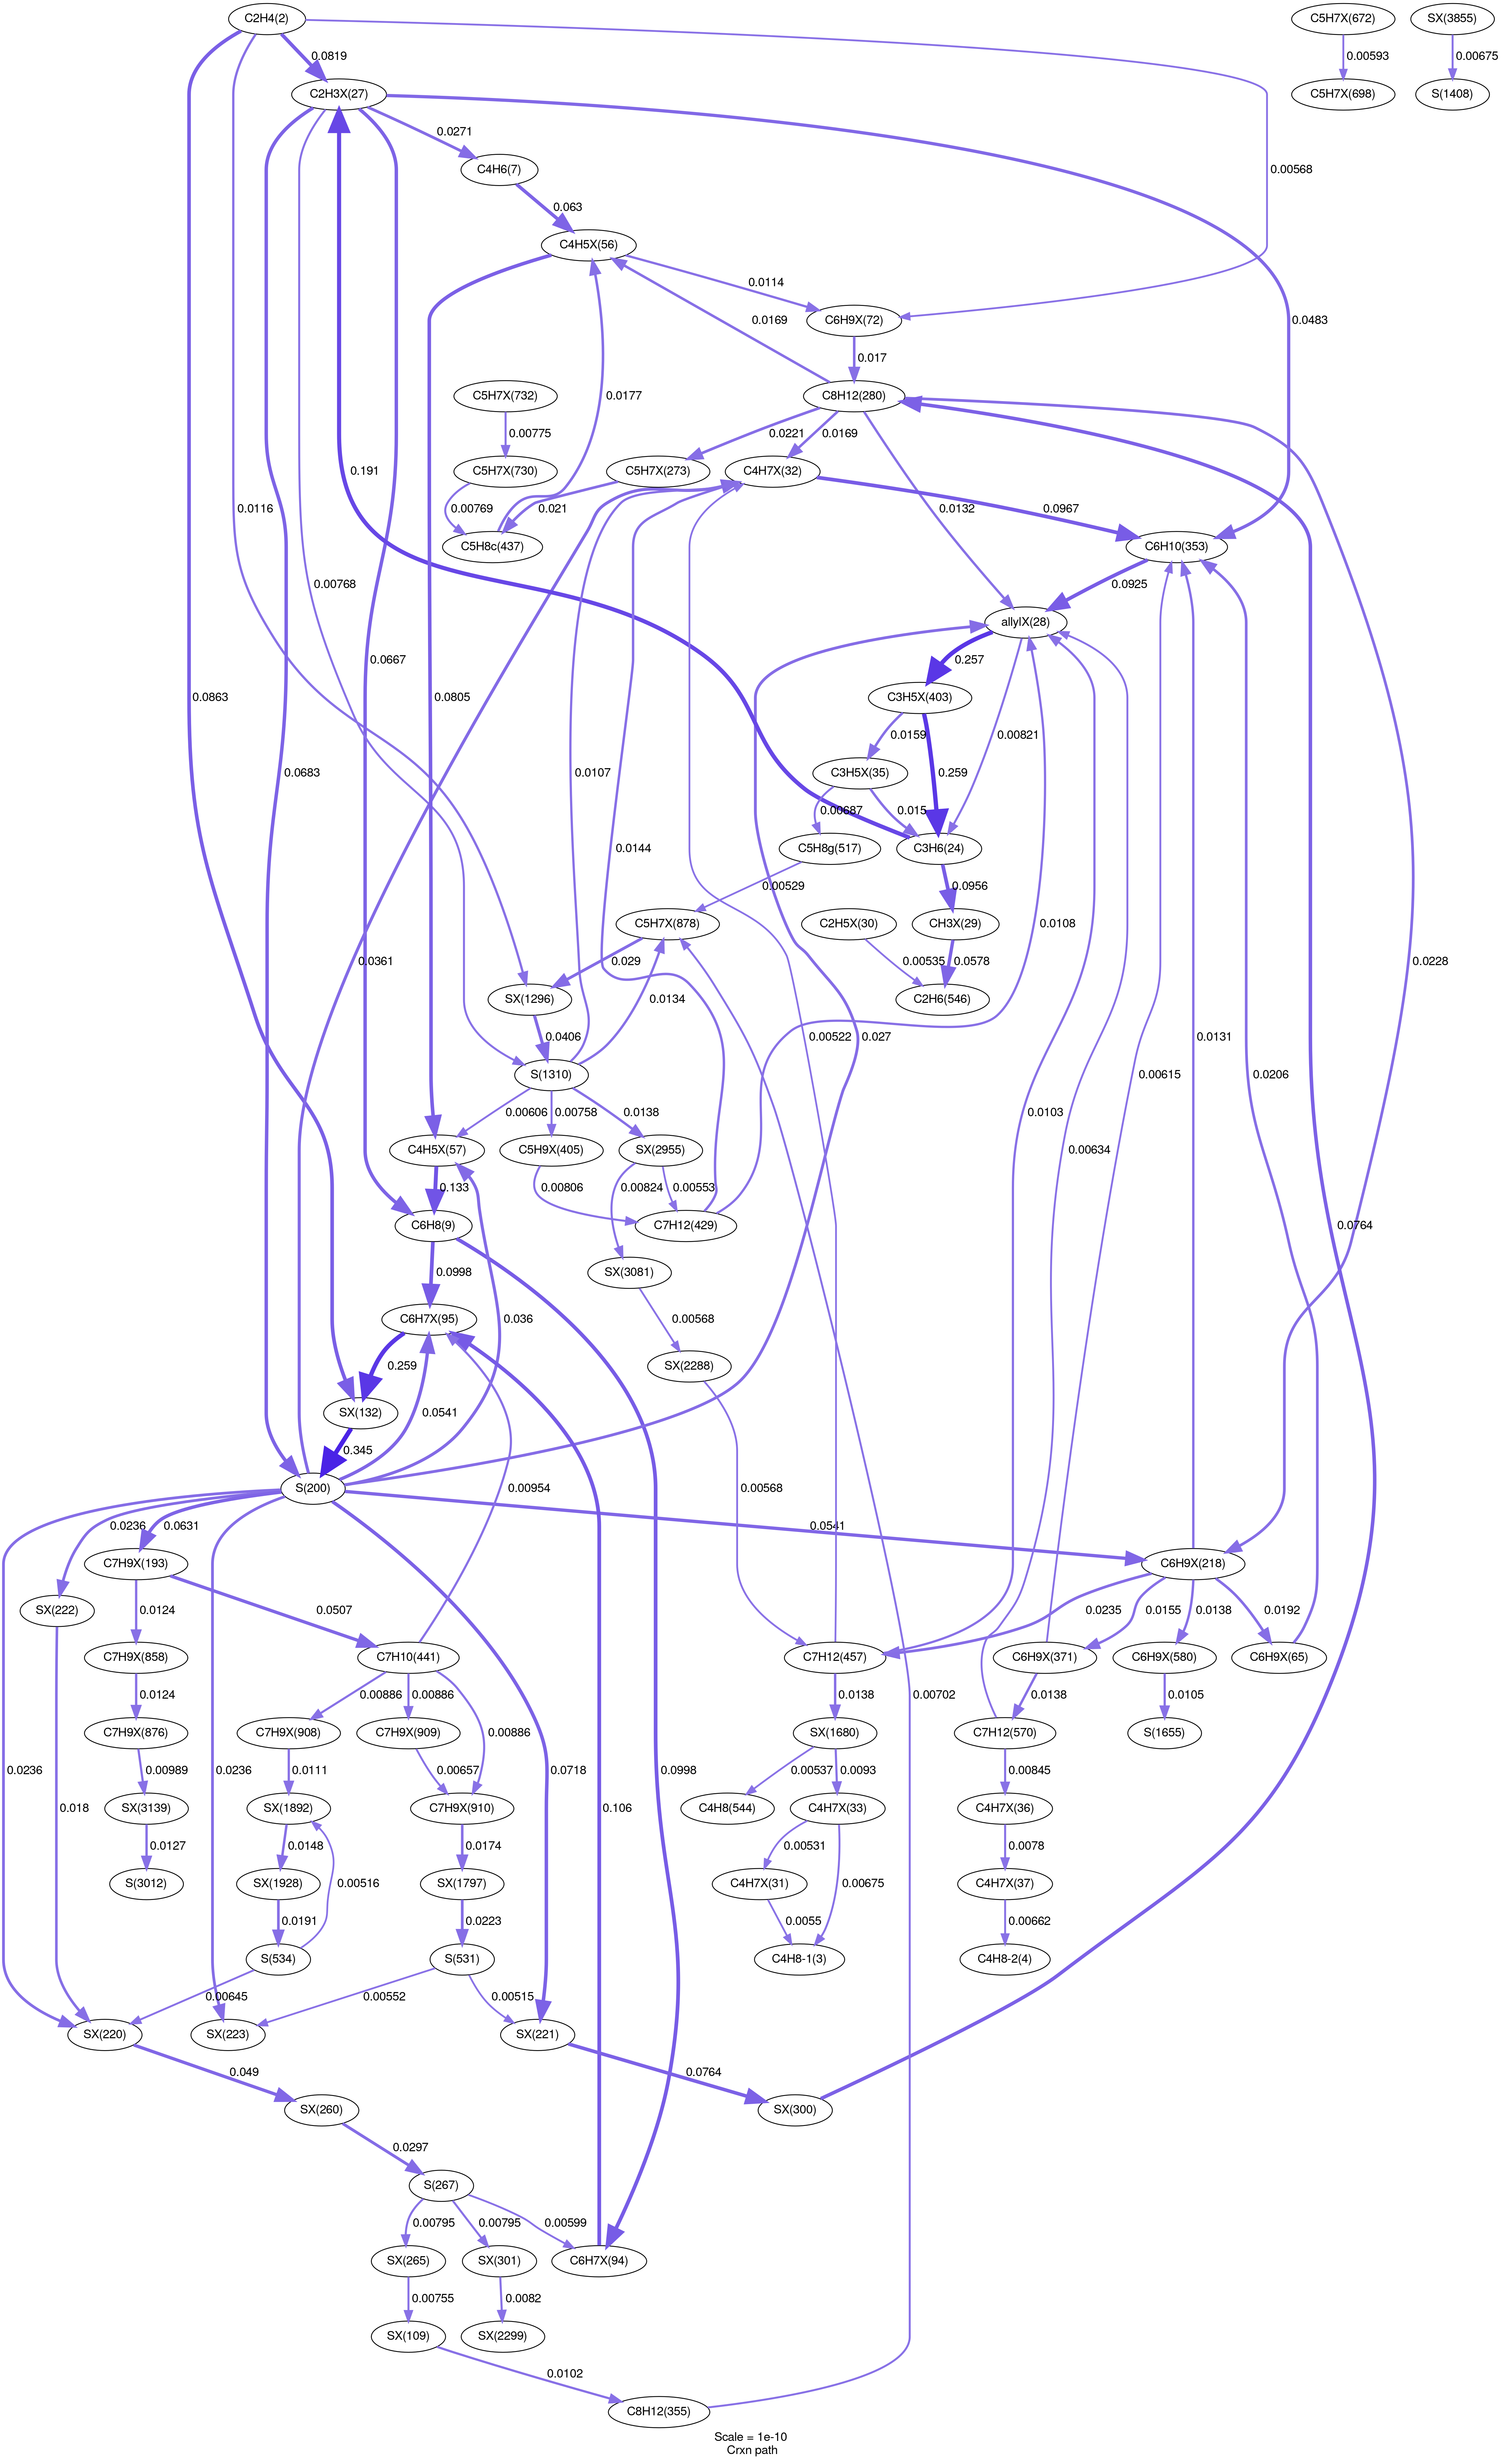 C2H4(2)
C5H7X(672)
SX(3855)
0.0819
0.00593
0.00675
C2H3X(27)
C5H7X(698)
S(1408)
0.0271
C4H6(7)
0.00568
0.063
C4H5X(56)
0.0114
C6H9X(72)
0.0169
0.0483
0.017
C5H7X(732)
0.0177
C8H12(280)
0.00775
0.0221
0.0169
0.191
C5H7X(730)
C5H7X(273)
C4H7X(32)
0.0116
0.00769
0.021
0.0132
0.0967
C5H8c(437)
C6H10(353)
0.00768
0.0925
allylX(28)
0.0667
0.257
0.0863
0.0805
C3H5X(403)
0.0159
0.00821
0.0683
0.0107
C3H5X(35)
0.259
0.00687
0.015
0.0144
C5H8g(517)
C3H6(24)
0.00529
0.0956
C5H7X(878)
C2H5X(30)
CH3X(29)
0.0108
0.0361
0.029
0.00535
0.0578
0.027
0.0228
SX(1296)
0.0134
C2H6(546)
0.0406
0.00522
0.0131
S(1310)
0.00615
0.0206
0.00606
0.00758
0.0138
0.0103
C4H5X(57)
C5H9X(405)
SX(2955)
0.00634
0.133
0.00806
0.00824
0.00553
C6H8(9)
C7H12(429)
0.0764
0.0998
SX(3081)
C6H7X(95)
0.036
0.00568
0.259
SX(2288)
SX(132)
0.0541
0.345
S(200)
0.00954
0.00568
0.0236
0.0631
0.0541
C7H9X(193)
C6H9X(218)
SX(222)
0.0124
0.0507
0.0235
0.0155
0.0138
0.0192
C7H9X(858)
C7H10(441)
C7H12(457)
C6H9X(371)
C6H9X(580)
C6H9X(65)
0.0124
0.00886
0.00886
0.00886
0.0718
0.0138
0.00702
0.0138
0.0105
C7H9X(876)
C7H9X(908)
C7H9X(909)
SX(1680)
C7H12(570)
S(1655)
0.0236
0.00989
0.0236
0.0111
0.00657
0.0998
0.00537
0.0093
0.00845
0.018
SX(3139)
SX(1892)
C7H9X(910)
0.106
C4H8(544)
C4H7X(33)
C4H7X(36)
0.0127
0.0148
0.0174
0.00531
0.0078
S(3012)
SX(1928)
0.00516
SX(1797)
C4H7X(31)
0.00675
C4H7X(37)
0.0191
0.0223
0.0055
0.00662
S(534)
S(531)
C4H8-1(3)
C4H8-2(4)
0.00645
0.00552
0.00515
SX(220)
SX(223)
SX(221)
0.049
0.0764
SX(260)
SX(300)
0.0297
S(267)
0.00795
0.00795
0.00599
SX(265)
SX(301)
C6H7X(94)
0.00755
0.0082
SX(109)
SX(2299)
0.0102
C8H12(355)
Scale = 1e-10
Crxn path